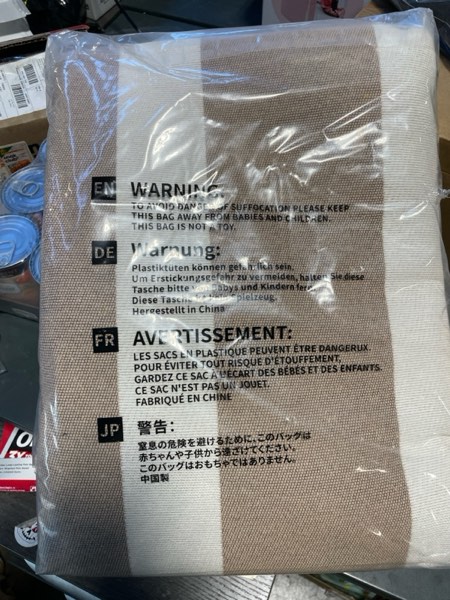 EN WARNING:
TO AVOID DANGER OF SUFFOCATION PLEASE KEEP
THIS BAG AWAY FROM BABIES AND CHILDREN.
THIS BAG IS NOT A TOY.
DE Warnung:
Plastiktüten können gefährlich sein.
Um Erstickungsgefahr zu vermeiden, halten Sie diese
Tasche bitte von Babys und Kindern fern.
Diese Tasche ist kein Spielzeug.
Hergestellt in China
FR AVERTISSEMENT:
LES SACS EN PLASTIQUE PEUVENT ÊTRE DANGERUX.
POUR ÉVITER TOUT RISQUE D'ÉTOUFFEMENT,
GARDEZ CE SAC À L'ÉCART DES BÉBÉS ET DES ENFANTS.
CE SAC N'EST PAS UN JOUET.
FABRIQUÉ EN CHINE
JP 警告：
窒息の危険を避けるために、このバッグは
赤ちゃんや子供から遠ざけてください。
このバッグはおもちゃではありません。
中国製